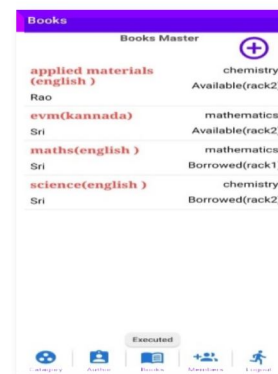 Books
Books Master
applied materials
(english )
chemistry
Available(rack2
Rao
evm(kannada)
mathematics
Sri
Available(rack2
maths(english )
mathematics
Sri
Borrowed(rack1
science(english )
chemistry
Sri
Borrowed(rack2
Executed
Category
Author
Books
Members
Logout